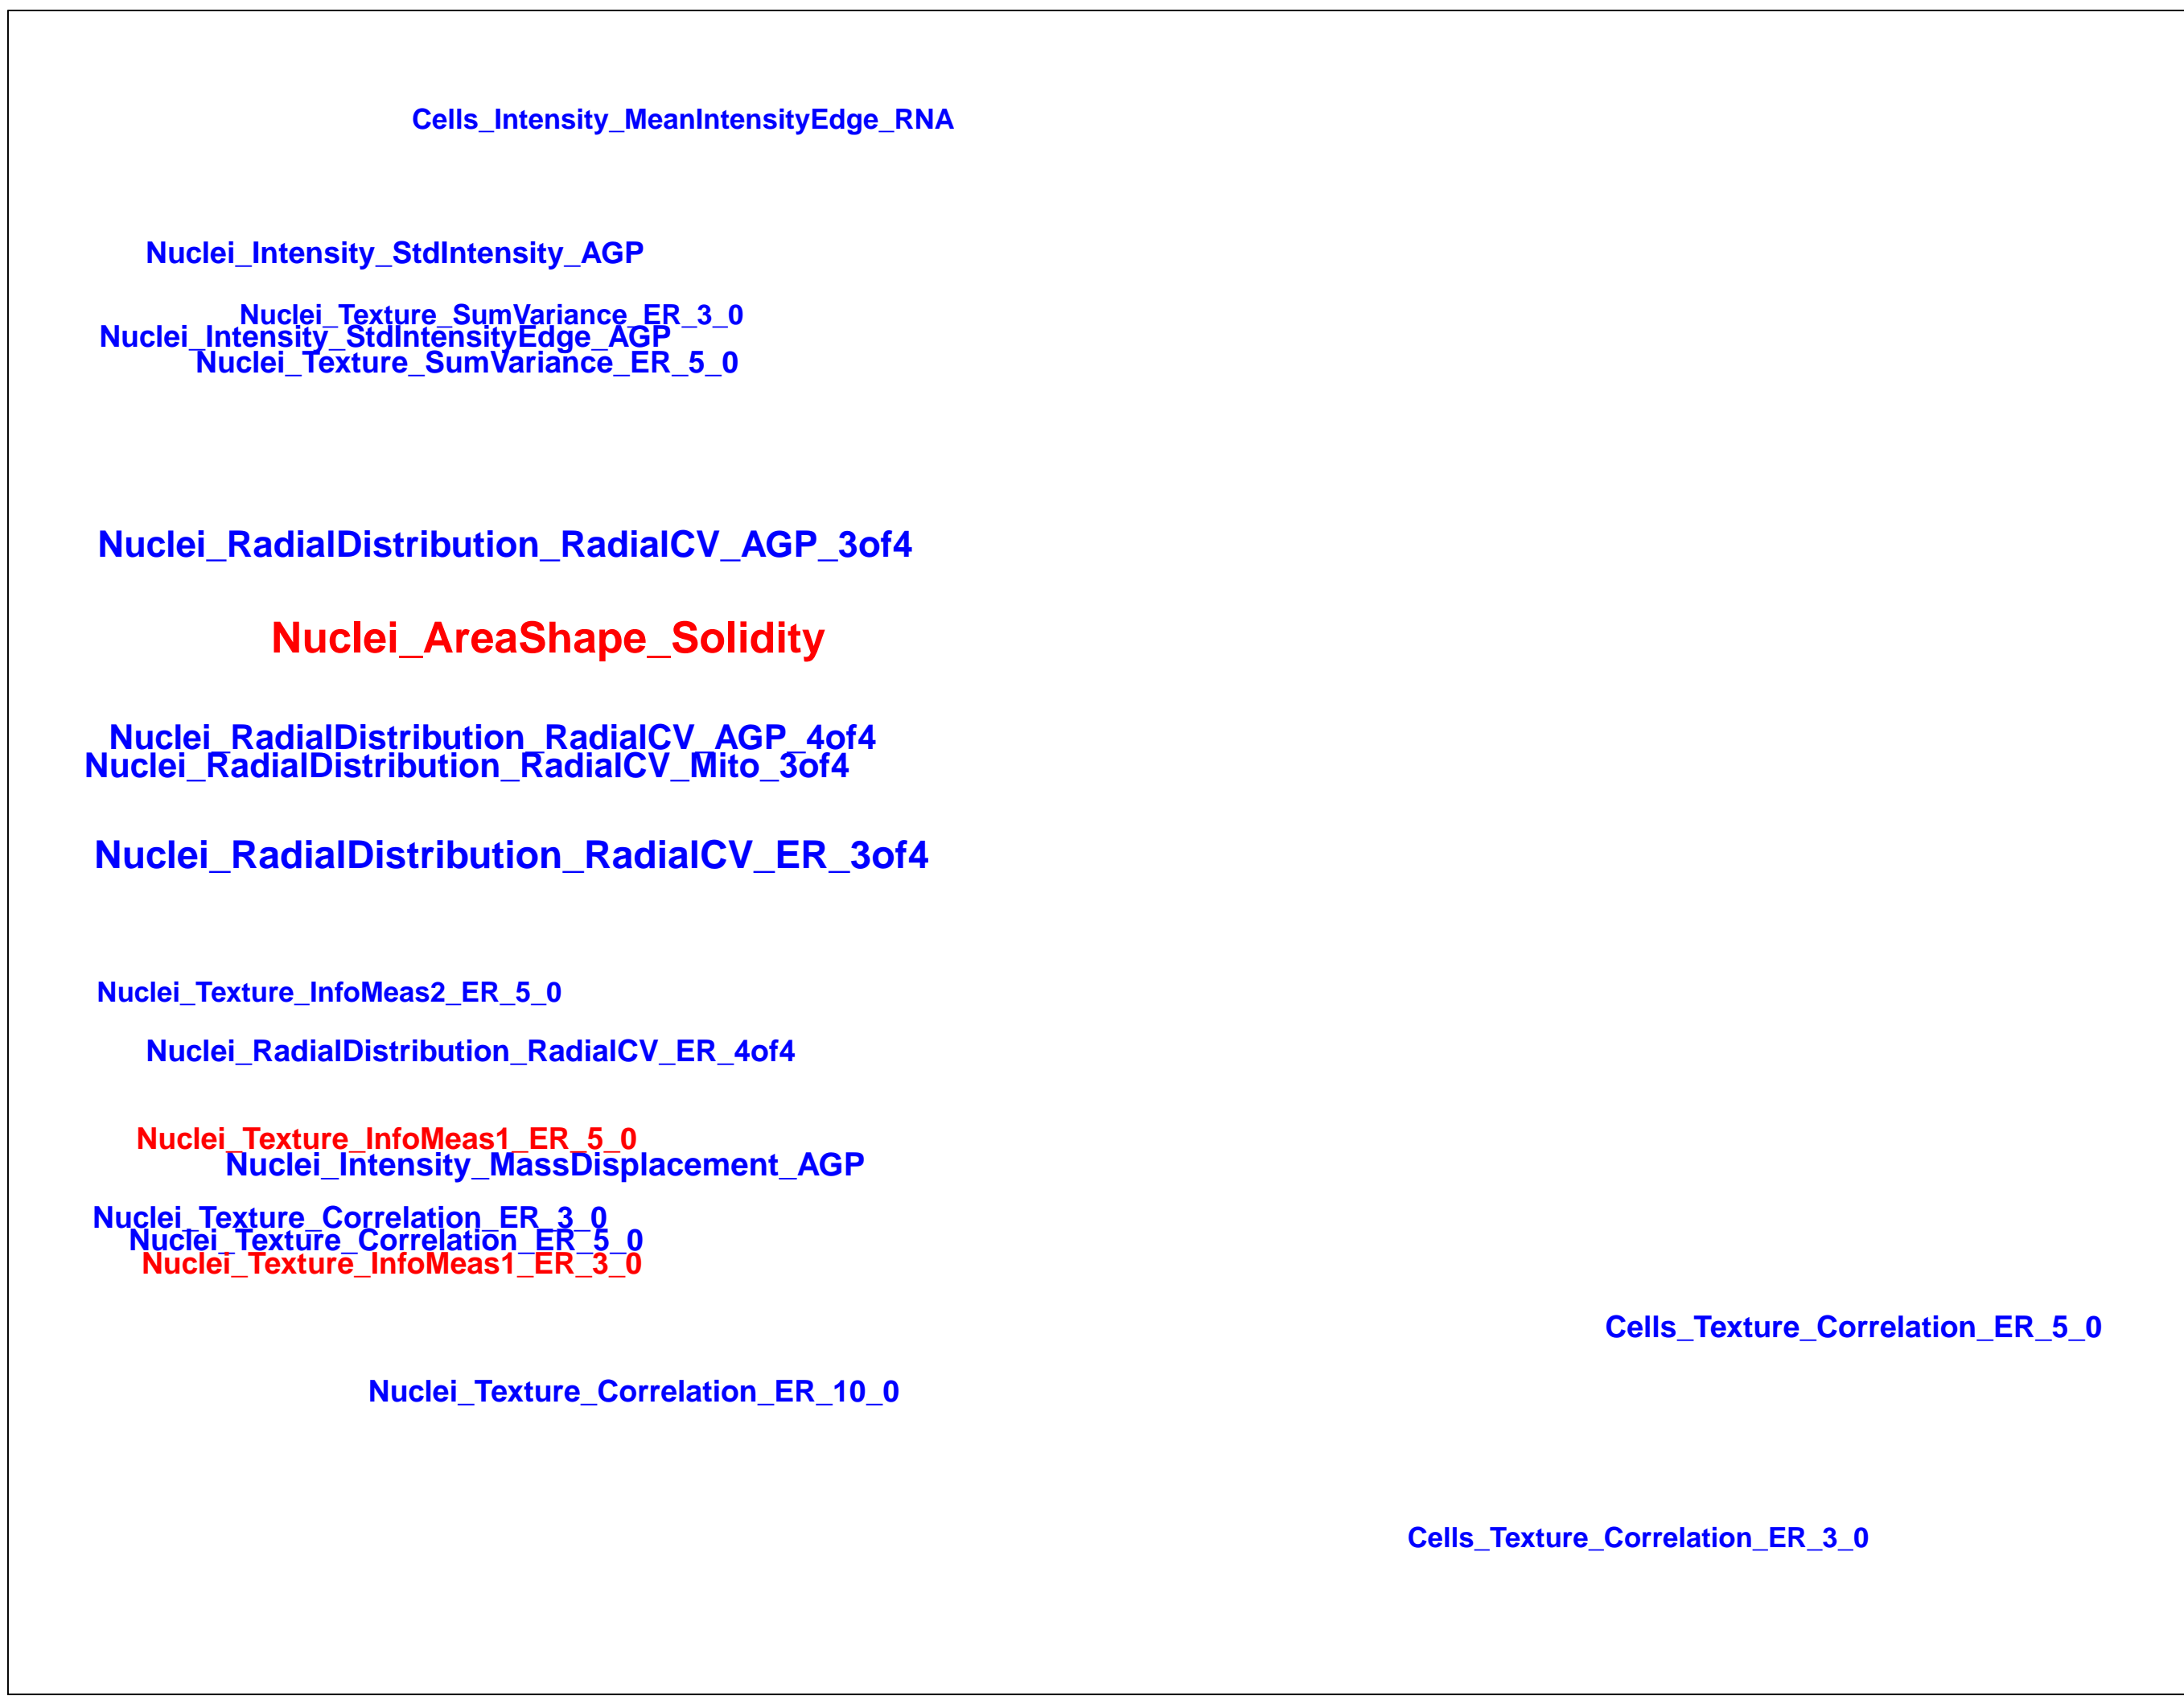 Cells_Intensity_MeanIntensityEdge_RNA
Nuclei_Intensity_StdIntensity_AGP
Nuclei_Texture_SumVariance_ER_3_0
Nuclei_Intensity_StdIntensityEdge_AGP
Nuclei_Texture_SumVariance_ER_5_0
Nuclei_RadialDistribution_RadialCV_AGP_3of4
Nuclei_AreaShape_Solidity
Nuclei_RadialDistribution_RadialCV_AGP_4of4
Nuclei_RadialDistribution_RadialCV_Mito_3of4
Nuclei_RadialDistribution_RadialCV_ER_3of4
Nuclei_Texture_InfoMeas2_ER_5_0
Nuclei_RadialDistribution_RadialCV_ER_4of4
Nuclei_Texture_InfoMeas1_ER_5_0
Nuclei_Intensity_MassDisplacement_AGP
Nuclei_Texture_Correlation_ER_3_0
Nuclei_Texture_Correlation_ER_5_0
Nuclei_Texture_InfoMeas1_ER_3_0
Cells_Texture_Correlation_ER_5_0
Nuclei_Texture_Correlation_ER_10_0
Cells_Texture_Correlation_ER_3_0